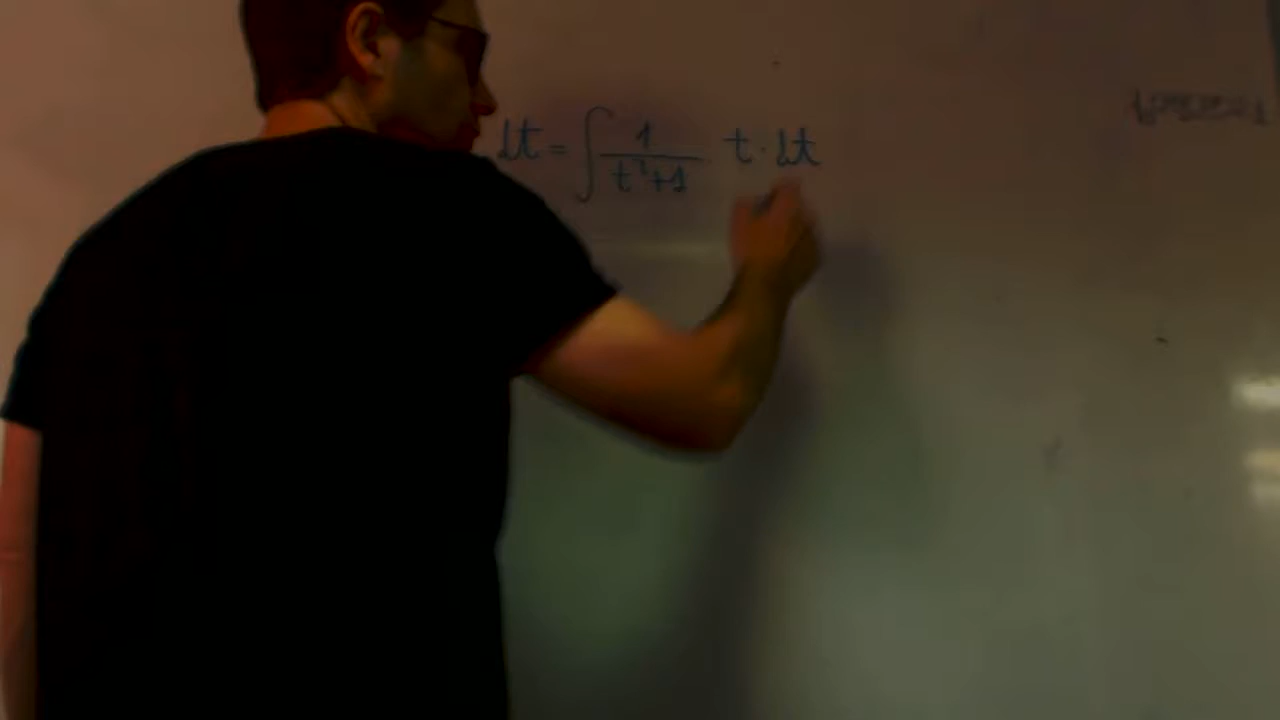 dt = ∫ 1/(t²+1) t·dt